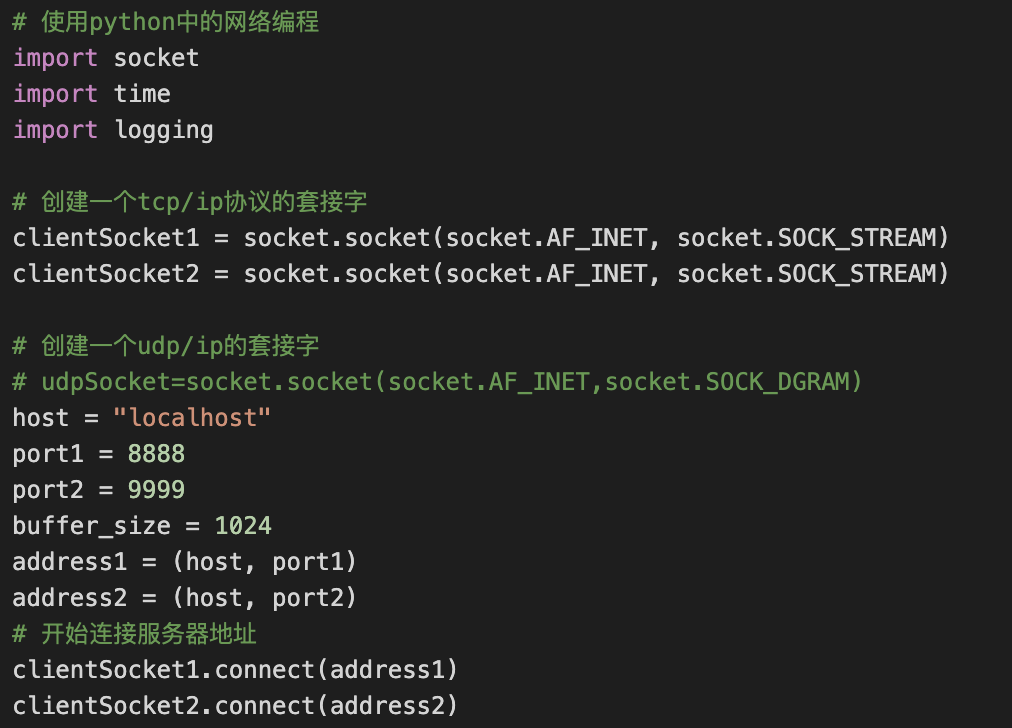 # 使用python中的网络编程
import socket
import time
import logging
# 创建一个tcp/ip协议的套接字
clientSocket1 = socket.socket(socket.AF_INET, socket.SOCK_STREAM)
clientSocket2 = socket.socket(socket.AF_INET, socket.SOCK_STREAM)
# 创建一个udp/ip的套接字
# udpSocket=socket.socket(socket.AF_INET,socket.SOCK_DGRAM)
host = "localhost"
port1 = 8888
port2 = 9999
buffer_size = 1024
address1 = (host, port1)
address2 = (host, port2)
# 开始连接服务器地址
clientSocket1.connect(address1)
clientSocket2.connect(address2)